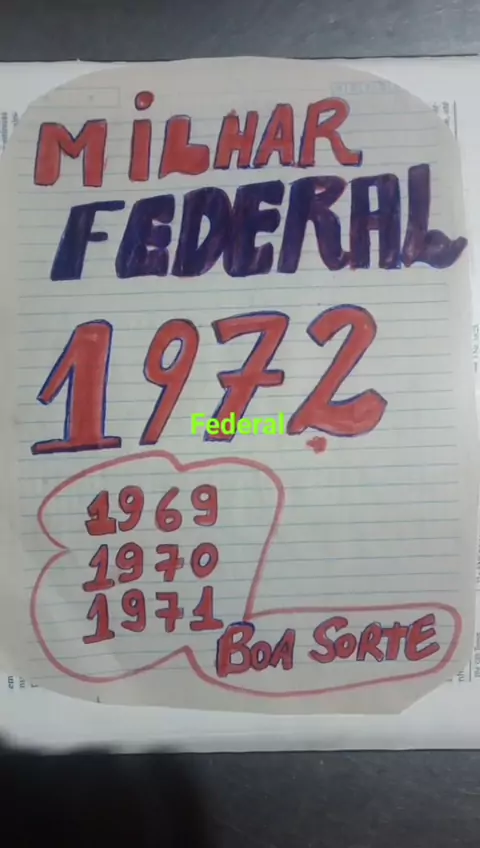 MiLHAR
FEDERAL
1972
Federal
1969
1970
1971
BOA SORTE